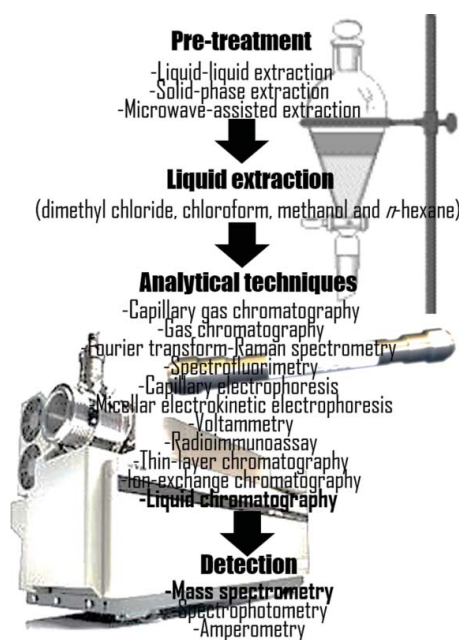 Pre-treatment
-Liquid-liquid extraction
-Solid-phase extraction
-Microwave-assisted extraction
Liquid extraction
(dimethyl chloride, chloroform, methanol and n-hexane)
Analytical techniques
-Capillary gas chromatography
-Gas chromatography
-Fourier transform-Raman spectrometry
-Spectrofluorimetry
-Capillary electrophoresis
-Micellar electrokinetic electrophoresis
-Voltammetry
-Radioimmunoassay
-Thin-layer chromatography
-Ion-exchange chromatography
-Liquid chromatography
Detection
-Mass spectrometry
-Spectrophotometry
-Amperometry